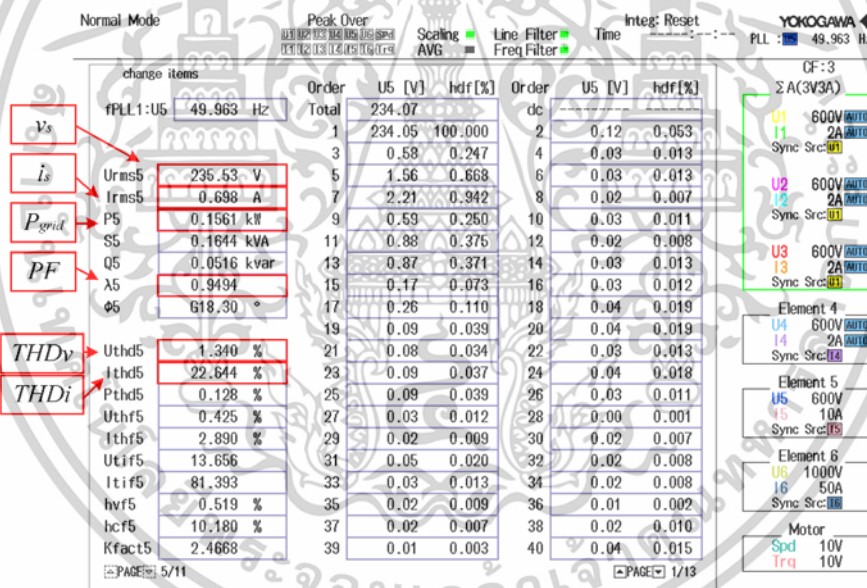 Normal Mode Peak Over Scaling Line Filter Time Integ: Reset YOKOGAWA
U1 U2 U3 U4 U5 U6 Spd AVG Freq Filter --:--:-- PLL : U5 49.963 H
I1 I2 I3 I4 I5 I6 Trq
change items
fPLL1:U5 49.963 Hz
vs Urms5 235.53 V
is Irms5 0.698 A
Pgrid P5 0.1561 kW
S5 0.1644 kVA
Q5 0.0516 kvar
PF λ5 0.9494
Φ5 G18.30 °
THDv Uthd5 1.340 %
THDi Ithd5 22.644 %
Pthd5 0.128 %
Uthf5 0.425 %
Ithf5 2.890 %
Utif5 13.656
Itif5 81.393
hvf5 0.519 %
hcf5 10.180 %
Kfact5 2.4668
PAGE 5/11
Order U5 [V] hdf[%] Order U5 [V] hdf[%]
Total 234.07 dc -------- --------
1 234.05 100.000 2 0.12 0.053
3 0.58 0.247 4 0.03 0.013
5 1.56 0.668 6 0.03 0.013
7 2.21 0.942 8 0.02 0.007
9 0.59 0.250 10 0.03 0.011
11 0.88 0.375 12 0.02 0.008
13 0.87 0.371 14 0.03 0.013
15 0.17 0.073 16 0.03 0.012
17 0.26 0.110 18 0.04 0.019
19 0.09 0.039 20 0.04 0.019
21 0.08 0.034 22 0.03 0.013
23 0.09 0.037 24 0.04 0.018
25 0.09 0.039 26 0.03 0.011
27 0.03 0.012 28 0.00 0.001
29 0.02 0.009 30 0.02 0.007
31 0.05 0.020 32 0.02 0.008
33 0.03 0.013 34 0.02 0.008
35 0.02 0.009 36 0.01 0.002
37 0.02 0.007 38 0.02 0.010
39 0.01 0.003 40 0.04 0.015
PAGE 1/13
CF:3
ΣA(3V3A)
U1 600V AUTO
I1 2A AUTO
Sync Src:U1
U2 600V AUTO
I2 2A AUTO
Sync Src:U1
U3 600V AUTO
I3 2A AUTO
Sync Src:U1
Element 4
U4 600V AUTO
I4 2A AUTO
Sync Src:I4
Element 5
U5 600V
I5 10A
Sync Src:I5
Element 6
U6 1000V
I6 50A
Sync Src:I6
Motor
Spd 10V
Trq 10V